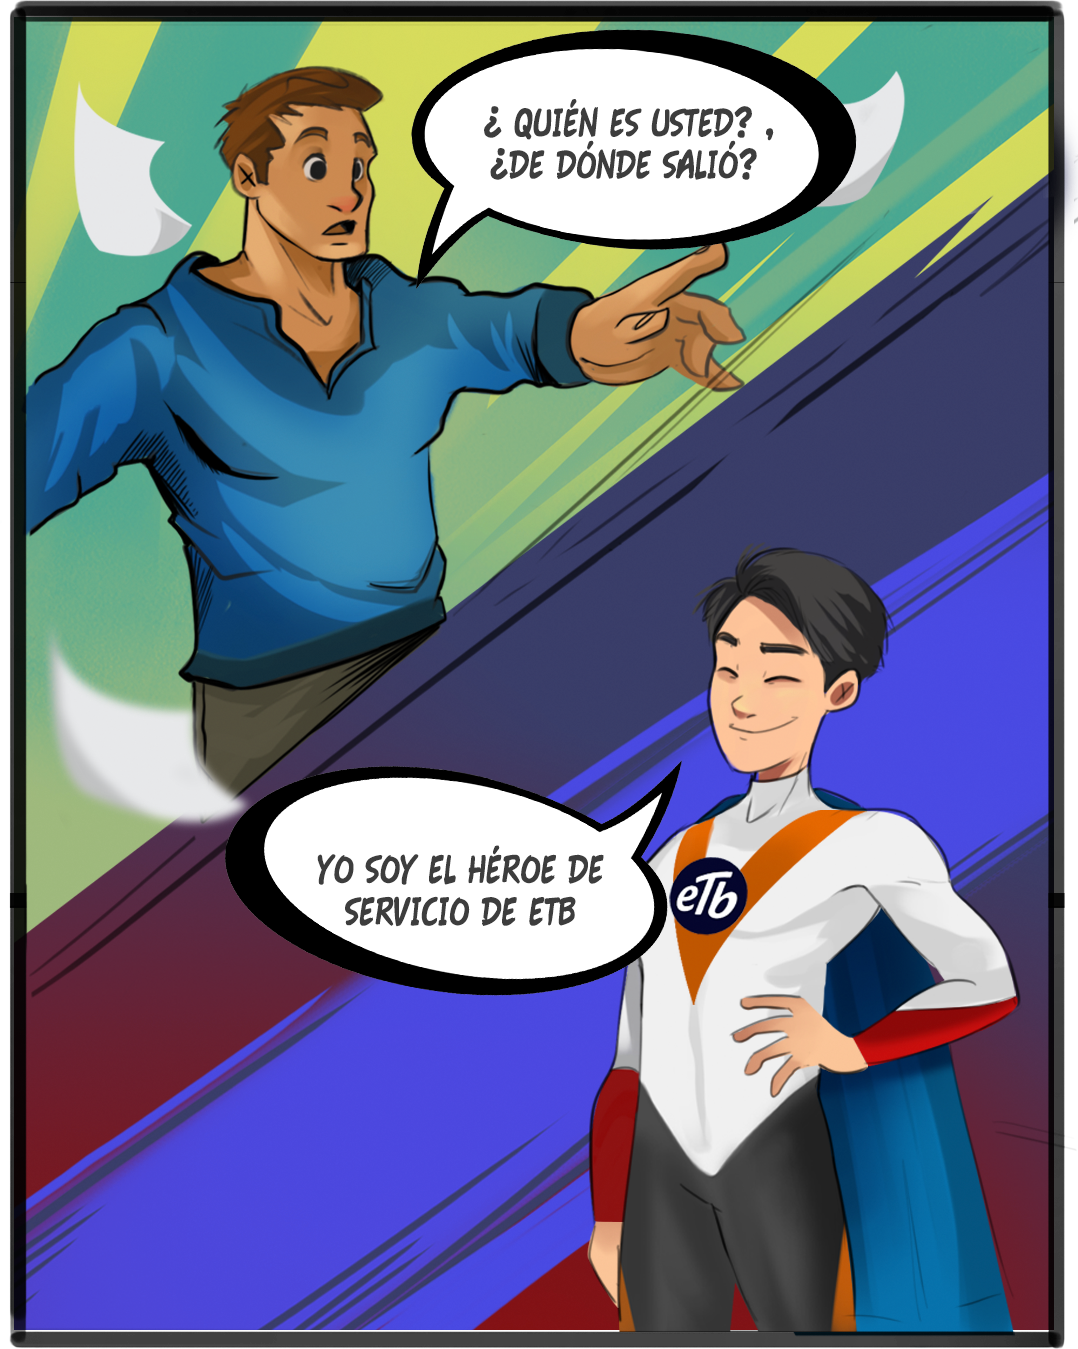 ¿ QUIÉN ES USTED? ,
¿DE DÓNDE SALIÓ?
YO SOY EL HÉROE DE
SERVICIO DE ETB
eTb